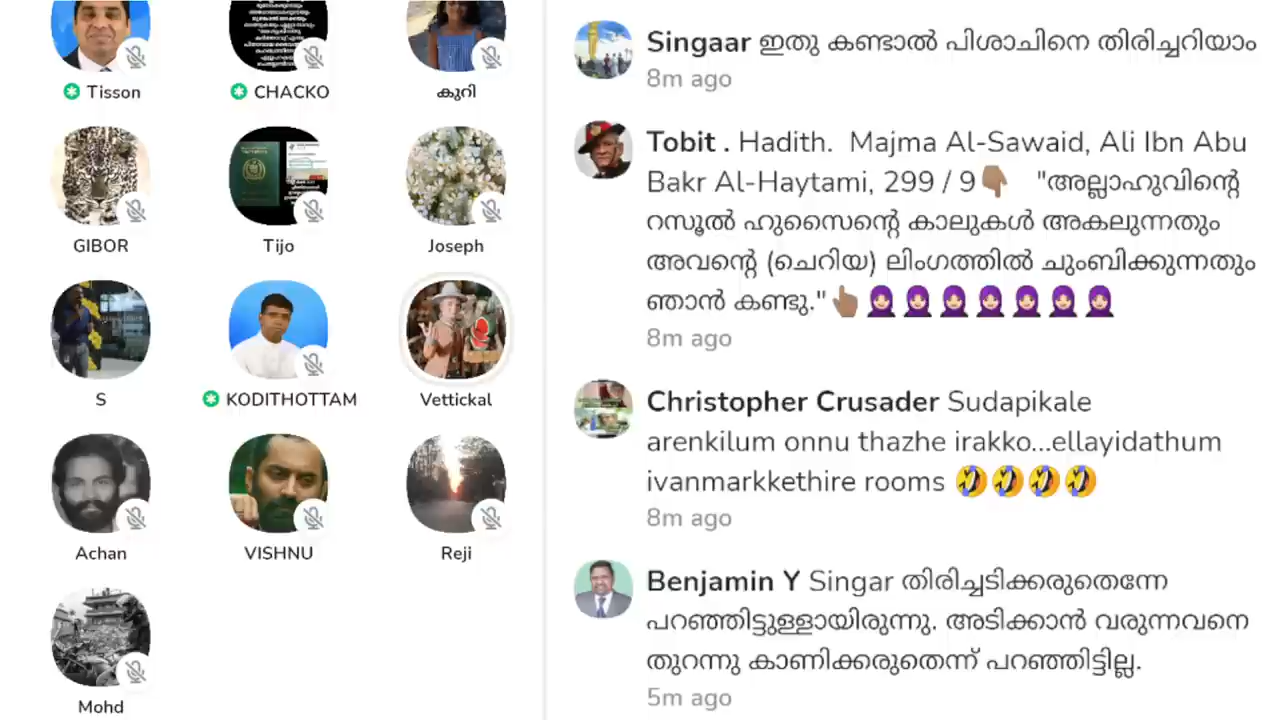 Tisson
CHACKO
കുറി
GIBOR
Tijo
Joseph
S
KODITHOTTAM
Vettickal
Achan
VISHNU
Reji
Mohd
Singaar ഇതു കണ്ടാൽ പിശാചിനെ തിരിച്ചറിയാം
8m ago
Tobit . Hadith. Majma Al-Sawaid, Ali Ibn Abu
Bakr Al-Haytami, 299 / 9👇🏽 "അല്ലാഹുവിന്റെ
റസൂൽ ഹുസൈന്റെ കാലുകൾ അകലുന്നതും
അവന്റെ (ചെറിയ) ലിംഗത്തിൽ ചുംബിക്കുന്നതും
ഞാൻ കണ്ടു."👆🏽🧕🏻🧕🏻🧕🏻🧕🏻🧕🏻🧕🏻🧕🏻
8m ago
Christopher Crusader Sudapikale
arenkilum onnu thazhe irakko...ellayidathum
ivanmarkkethire rooms 🤣🤣🤣🤣
8m ago
Benjamin Y Singar തിരിച്ചടിക്കരുതെന്നേ
പറഞ്ഞിട്ടുള്ളായിരുന്നു. അടിക്കാൻ വരുന്നവനെ
തുറന്നു കാണിക്കരുതെന്ന് പറഞ്ഞിട്ടില്ല.
5m ago